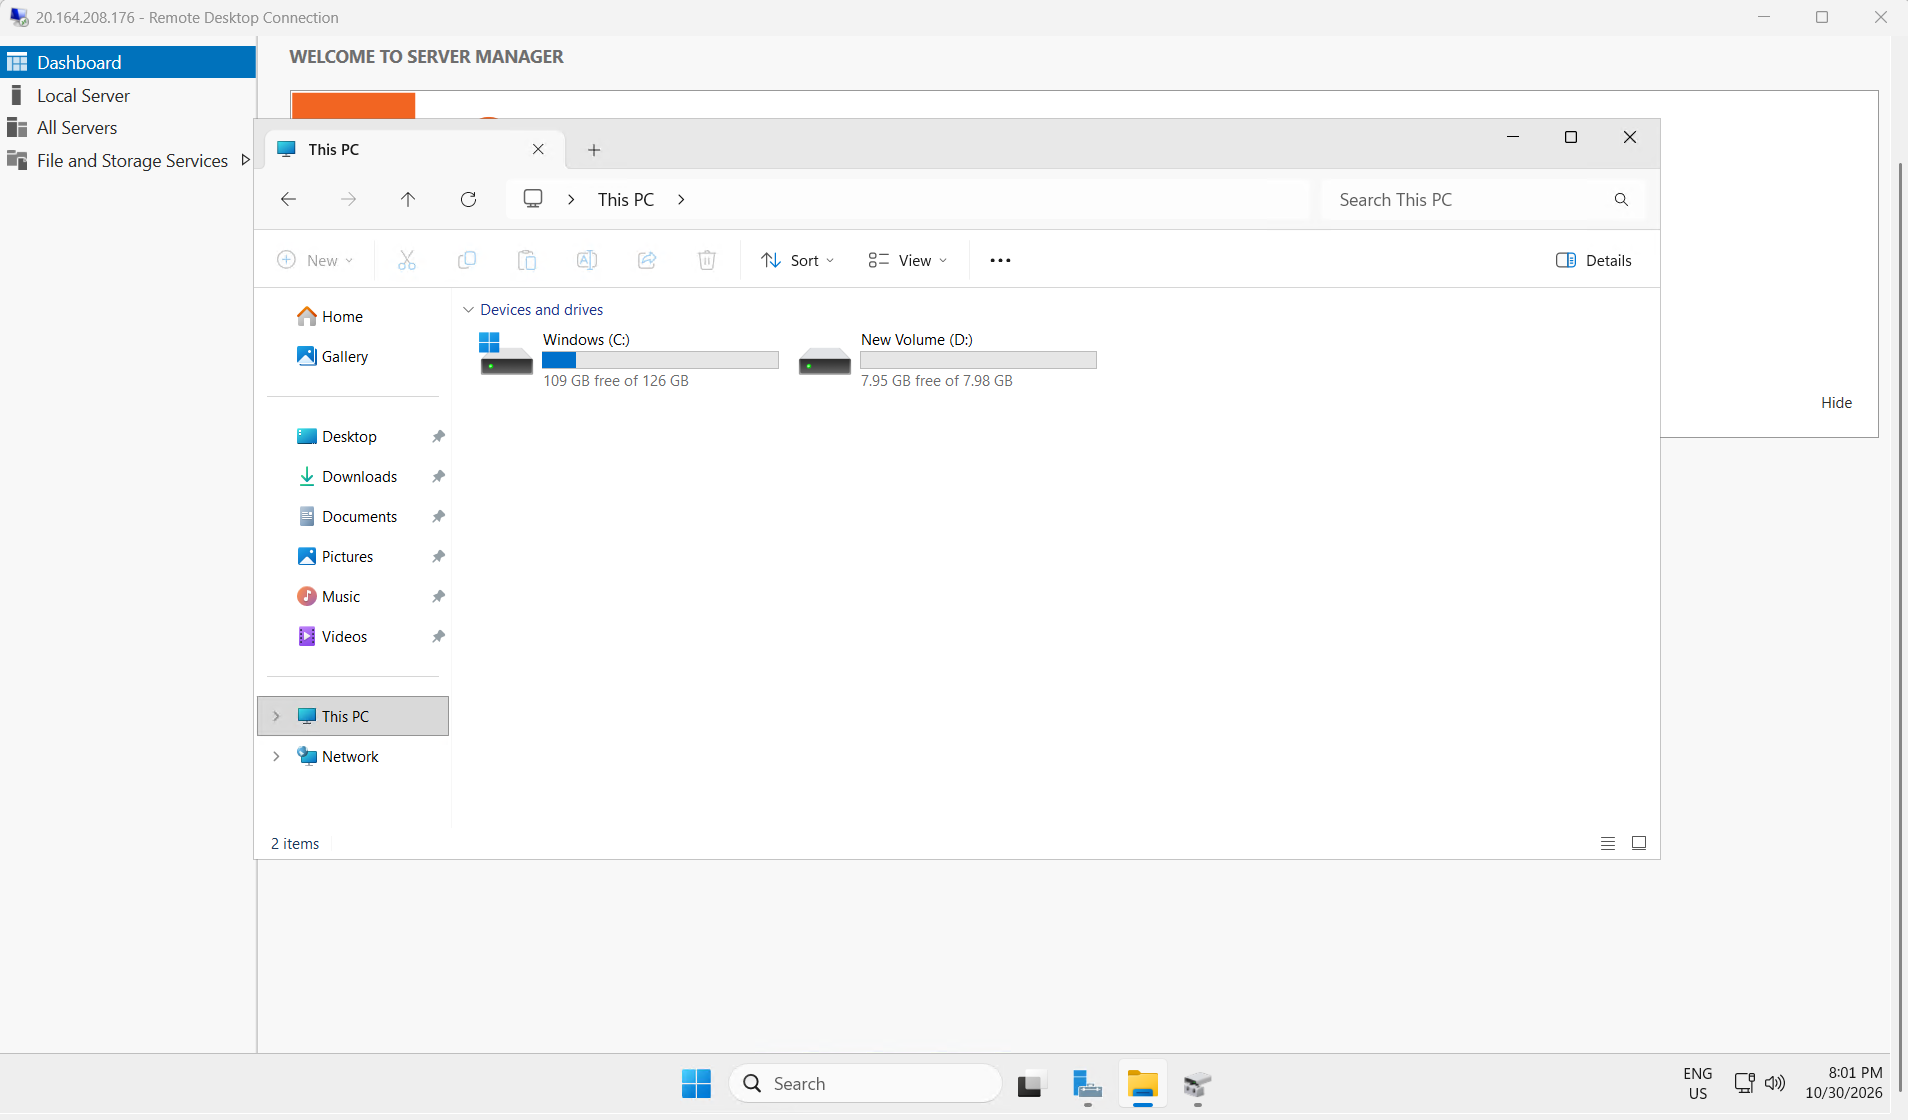 20.164.208.176 - Remote Desktop Connection
Dashboard
Local Server
All Servers
File and Storage Services
WELCOME TO SERVER MANAGER
Hide
This PC
This PC
Search This PC
New
Sort
View
Details
Home
Gallery
Desktop
Downloads
Documents
Pictures
Music
Videos
This PC
Network
Devices and drives
Windows (C:)
109 GB free of 126 GB
New Volume (D:)
7.95 GB free of 7.98 GB
2 items
Search
ENG
US
8:01 PM
10/30/2026